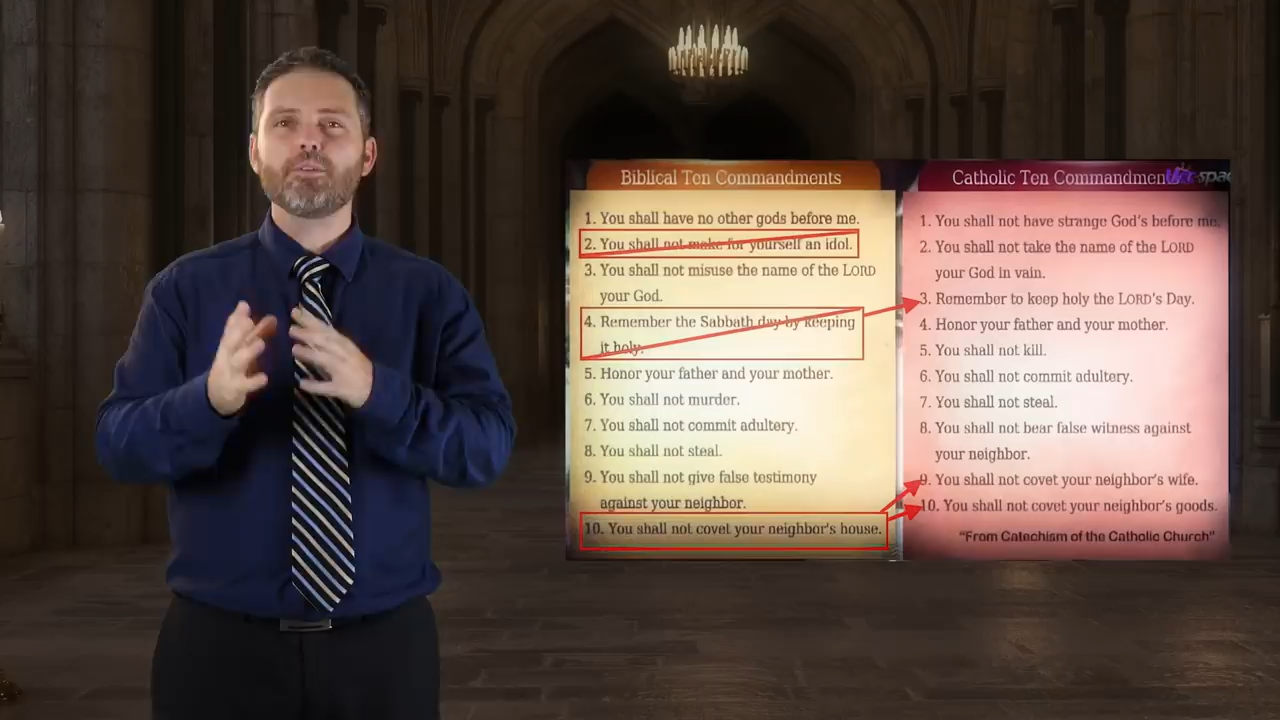 Biblical Ten Commandments
1. You shall have no other gods before me.
2. You shall not make for yourself an idol.
3. You shall not misuse the name of the LORD
your God.
4. Remember the Sabbath day by keeping
it holy.
5. Honor your father and your mother.
6. You shall not murder.
7. You shall not commit adultery.
8. You shall not steal.
9. You shall not give false testimony
against your neighbor.
10. You shall not covet your neighbor's house.
Catholic Ten Commandment
1. You shall not have strange God's before me.
2. You shall not take the name of the LORD
your God in vain.
3. Remember to keep holy the LORD's Day.
4. Honor your father and your mother.
5. You shall not kill.
6. You shall not commit adultery.
7. You shall not steal.
8. You shall not bear false witness against
your neighbor.
9. You shall not covet your neighbor's wife.
10. You shall not covet your neighbor's goods.
"From Catechism of the Catholic Church"